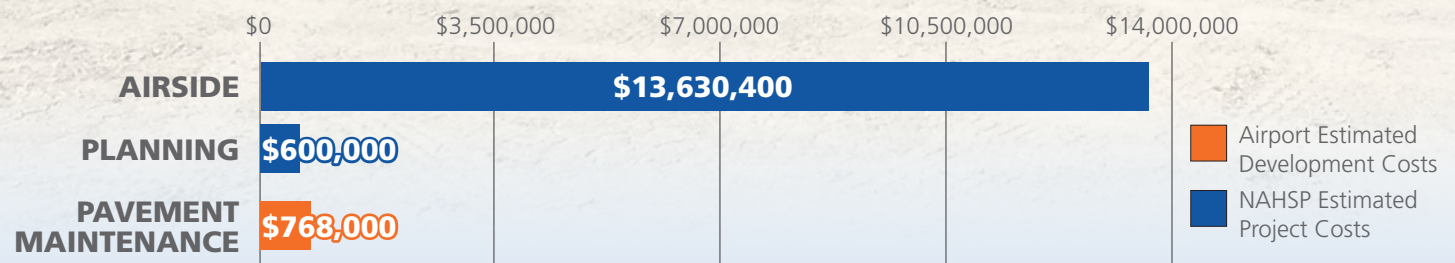 $0 $3,500,000 $7,000,000 $10,500,000 $14,000,000
AIRSIDE $13,630,400
PLANNING $600,000
PAVEMENT
MAINTENANCE $768,000
Airport Estimated
Development Costs
NAHSP Estimated
Project Costs